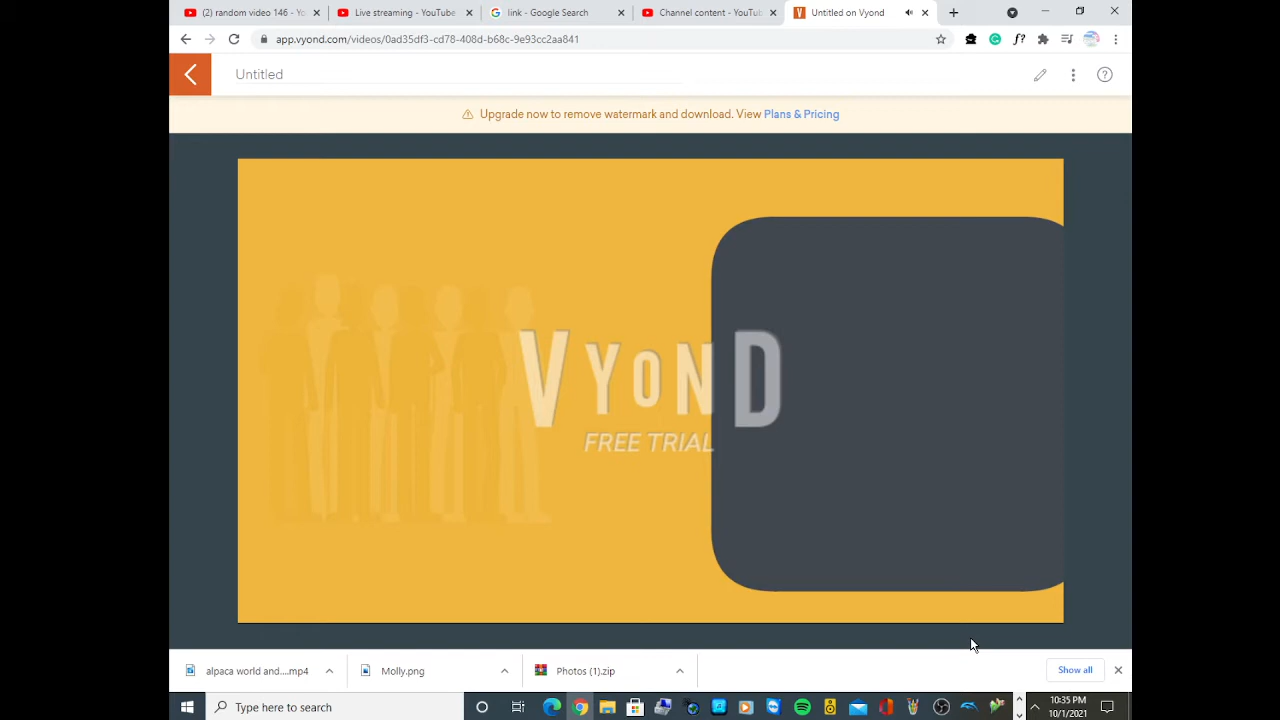 (2) random video 146 - Yo
Live streaming - YouTube
link - Google Search
Channel content - YouTub
Untitled on Vyond
app.vyond.com/videos/0ad35df3-cd78-408d-b68c-9e93cc2aa841
f?
Untitled
Upgrade now to remove watermark and download. View Plans & Pricing
VYOND
FREE TRIAL
alpaca world and....mp4
Molly.png
Photos (1).zip
Show all
Type here to search
10:35 PM
10/1/2021